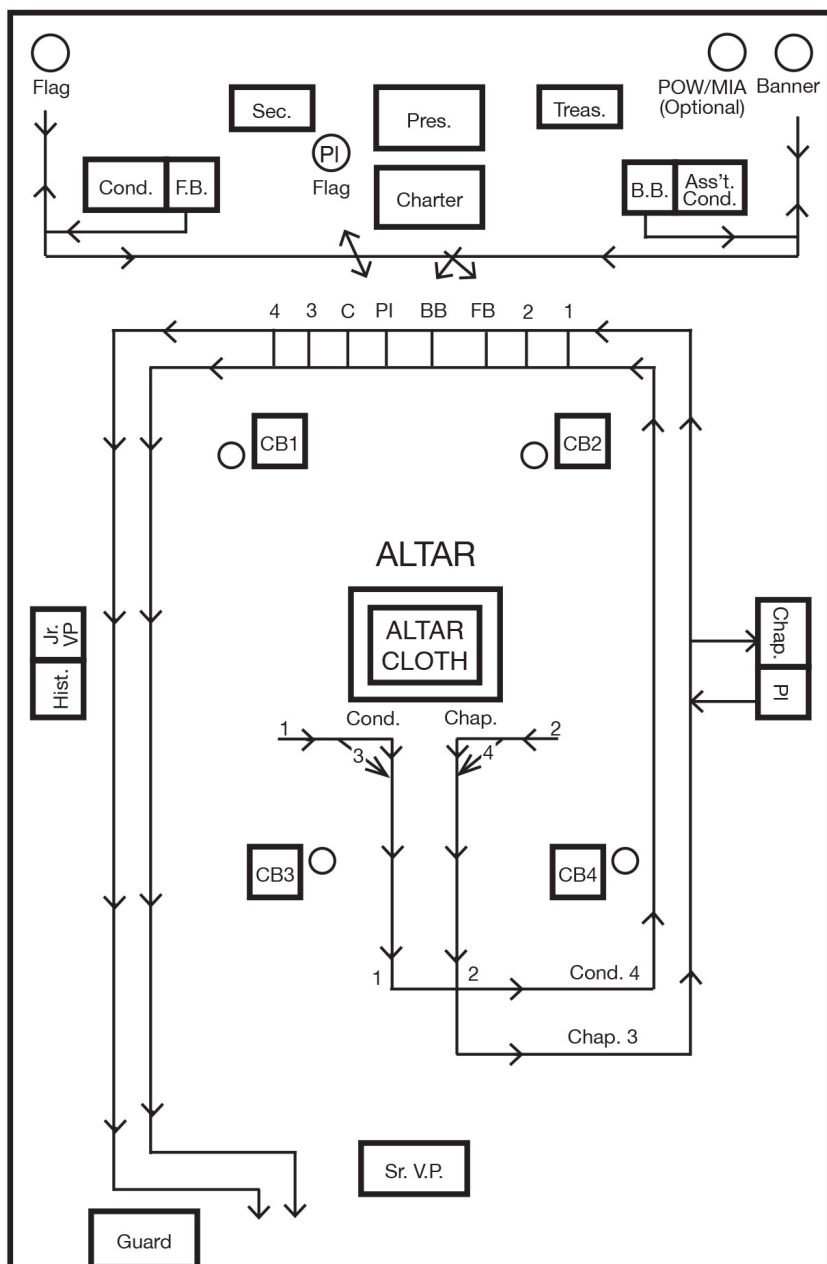 Flag
POW/MIA
(Optional)
Banner
Sec.
Pres.
Treas.
PI
Flag
Cond.
F.B.
Charter
B.B.
Ass't.
Cond.
4 3 C PI BB FB 2 1
CB1
CB2
ALTAR
ALTAR
CLOTH
Jr.
VP
Hist.
Chap.
PI
Cond.
Chap.
1
3
4
2
CB3
CB4
1
2
Cond. 4
Chap. 3
Sr. V.P.
Guard